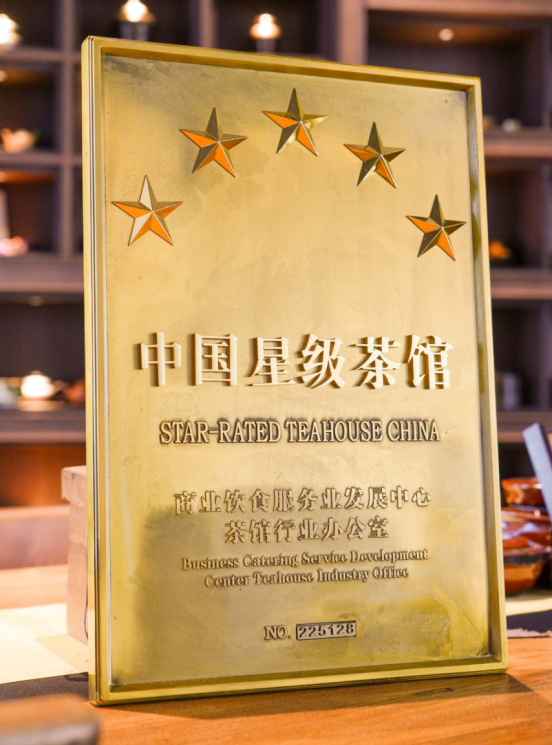 中国星级茶馆
STAR-RATED TEAHOUSE CHINA
商业饮食服务业发展中心
茶馆行业办公室
Business Catering Service Development
Center Teahouse Industry Office
NO. 225128